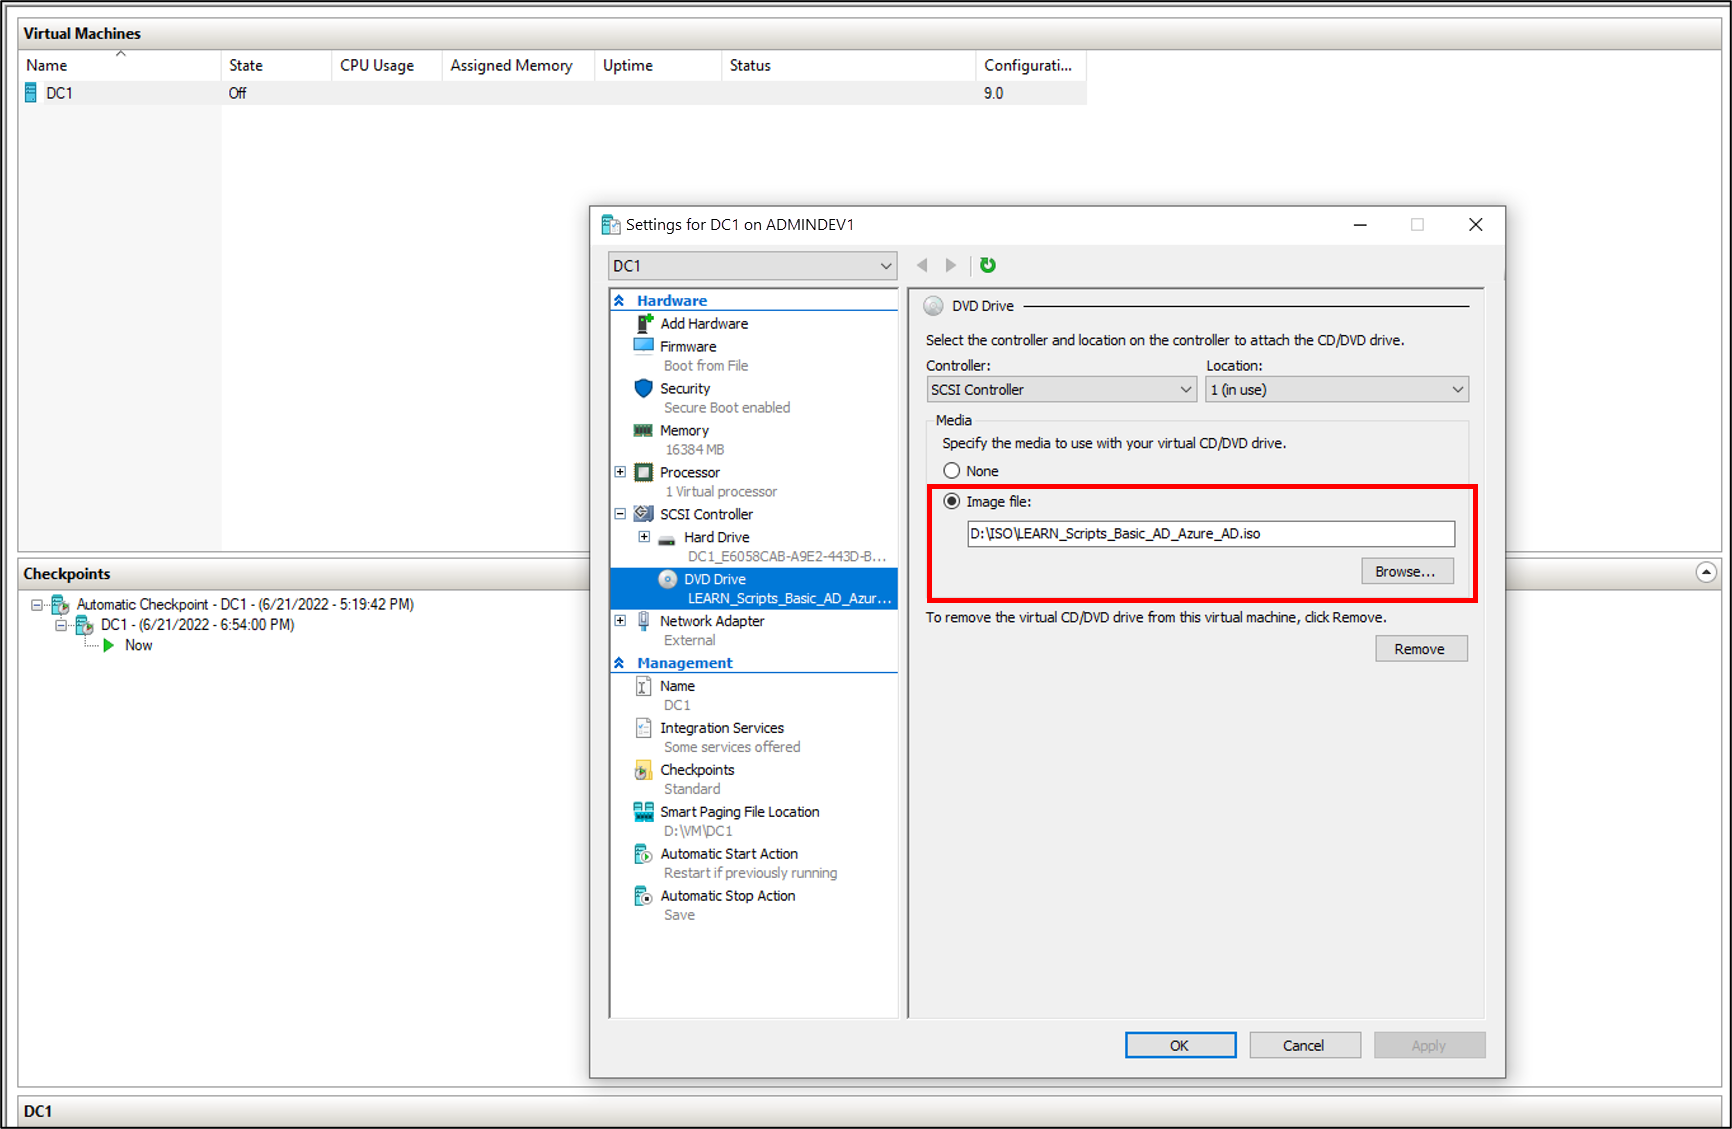 Virtual Machines
Name State CPU Usage Assigned Memory Uptime Status Configurati...
DC1 Off 9.0
Checkpoints
Automatic Checkpoint - DC1 - (6/21/2022 - 5:19:42 PM)
DC1 - (6/21/2022 - 6:54:00 PM)
Now
DC1
Settings for DC1 on ADMINDEV1
DC1
Hardware
Add Hardware
Firmware
Boot from File
Security
Secure Boot enabled
Memory
16384 MB
Processor
1 Virtual processor
SCSI Controller
Hard Drive
DC1_E6058CAB-A9E2-443D-B...
DVD Drive
LEARN_Scripts_Basic_AD_Azur...
Network Adapter
External
Management
Name
DC1
Integration Services
Some services offered
Checkpoints
Standard
Smart Paging File Location
D:\VM\DC1
Automatic Start Action
Restart if previously running
Automatic Stop Action
Save
DVD Drive
Select the controller and location on the controller to attach the CD/DVD drive.
Controller: Location:
SCSI Controller 1 (in use)
Media
Specify the media to use with your virtual CD/DVD drive.
None
Image file:
D:\ISO\LEARN_Scripts_Basic_AD_Azure_AD.iso
Browse...
To remove the virtual CD/DVD drive from this virtual machine, click Remove.
Remove
OK Cancel Apply